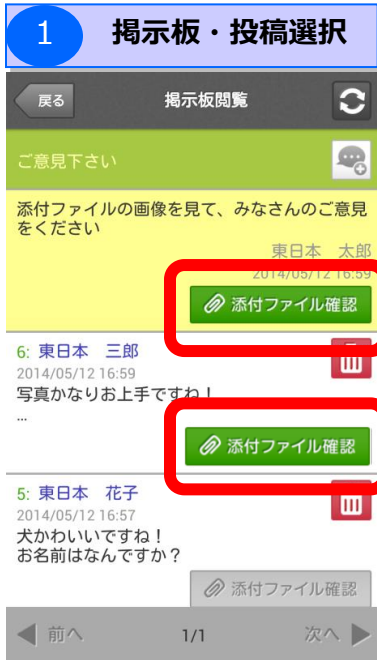 1 掲示板・投稿選択
戻る 掲示板閲覧
ご意見下さい
添付ファイルの画像を見て、みなさんのご意見
をください
東日本 太郎
2014/05/12 16:59
添付ファイル確認
6: 東日本 三郎
2014/05/12 16:59
写真かなりお上手ですね！
...
添付ファイル確認
5: 東日本 花子
2014/05/12 16:57
犬かわいいですね！
お名前はなんですか？
添付ファイル確認
前へ 1/1 次へ